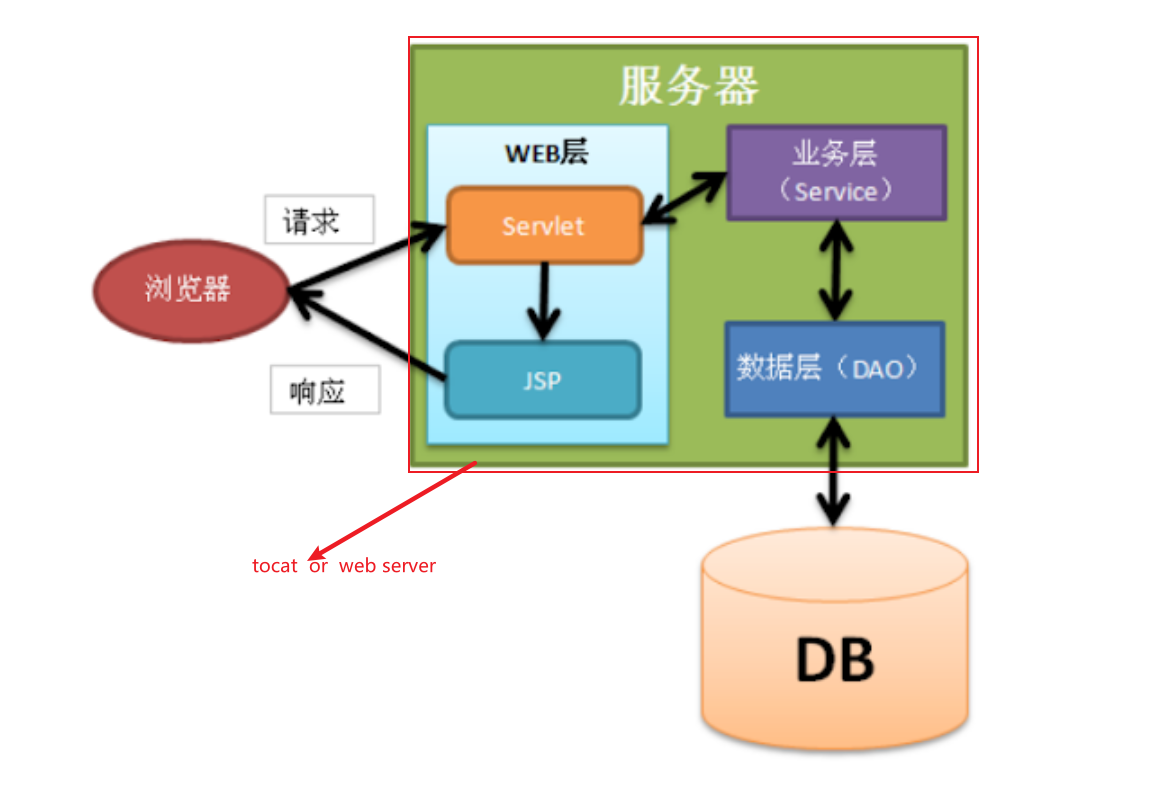 服务器
WEB层
业务层
（Service）
请求
Servlet
浏览器
数据层（DAO）
JSP
响应
tocat or web server
DB